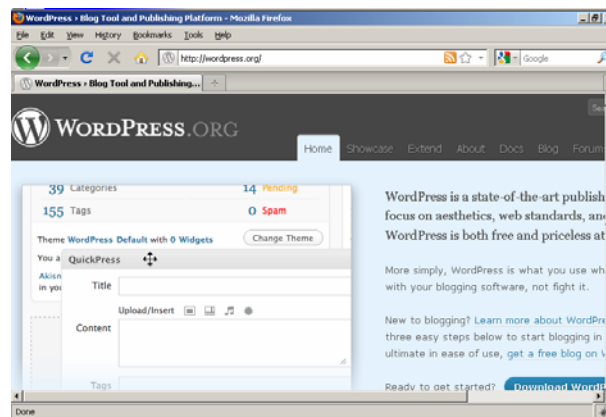 WordPress › Blog Tool and Publishing Platform - Mozilla Firefox
File Edit View History Bookmarks Tools Help
http://wordpress.org/
Google
WordPress › Blog Tool and Publishing...
WORDPRESS.ORG
Home Showcase Extend About Docs Blog Forum
39 Categories 14 Pending
155 Tags 0 Spam
Theme WordPress Default with 0 Widgets Change Theme
You a
Akisn
in you
QuickPress
Title
Upload/Insert
Content
Tags
WordPress is a state-of-the-art publish
focus on aesthetics, web standards, and
WordPress is both free and priceless at
More simply, WordPress is what you use wh
with your blogging software, not fight it.
New to blogging? Learn more about WordPre
three easy steps below to start blogging in
ultimate in ease of use, get a free blog on
Ready to get started? Download WordP
Done